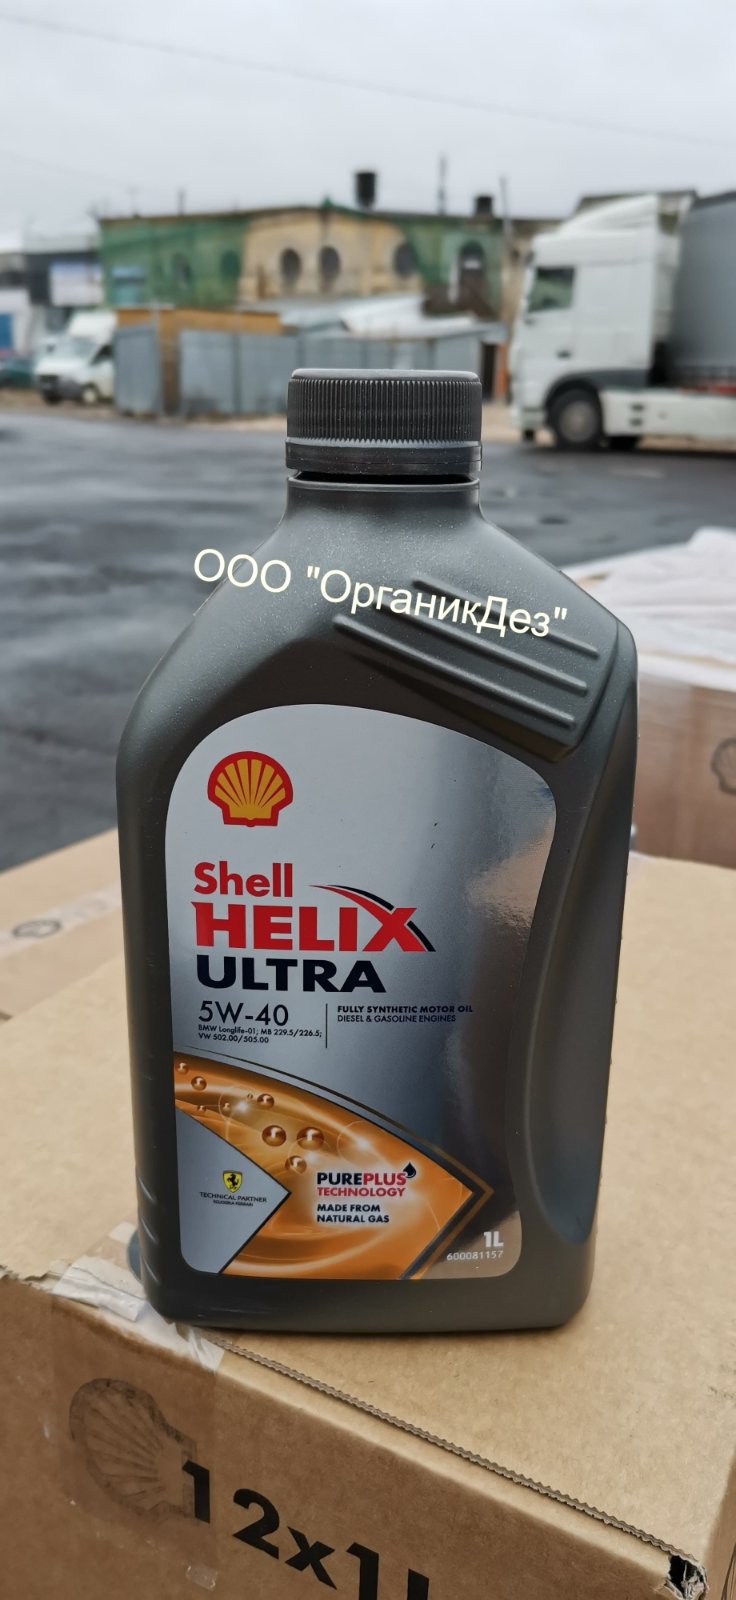 ООО "ОрганикДез"
Shell
HELIX
ULTRA
5W-40
BMW Longlife-01; MB 229.5/226.5;
VW 502.00/505.00
FULLY SYNTHETIC MOTOR OIL
DIESEL & GASOLINE ENGINES
TECHNICAL PARTNER
SCUDERIA FERRARI
PUREPLUS
TECHNOLOGY
MADE FROM
NATURAL GAS
1L
600081157
12x1L